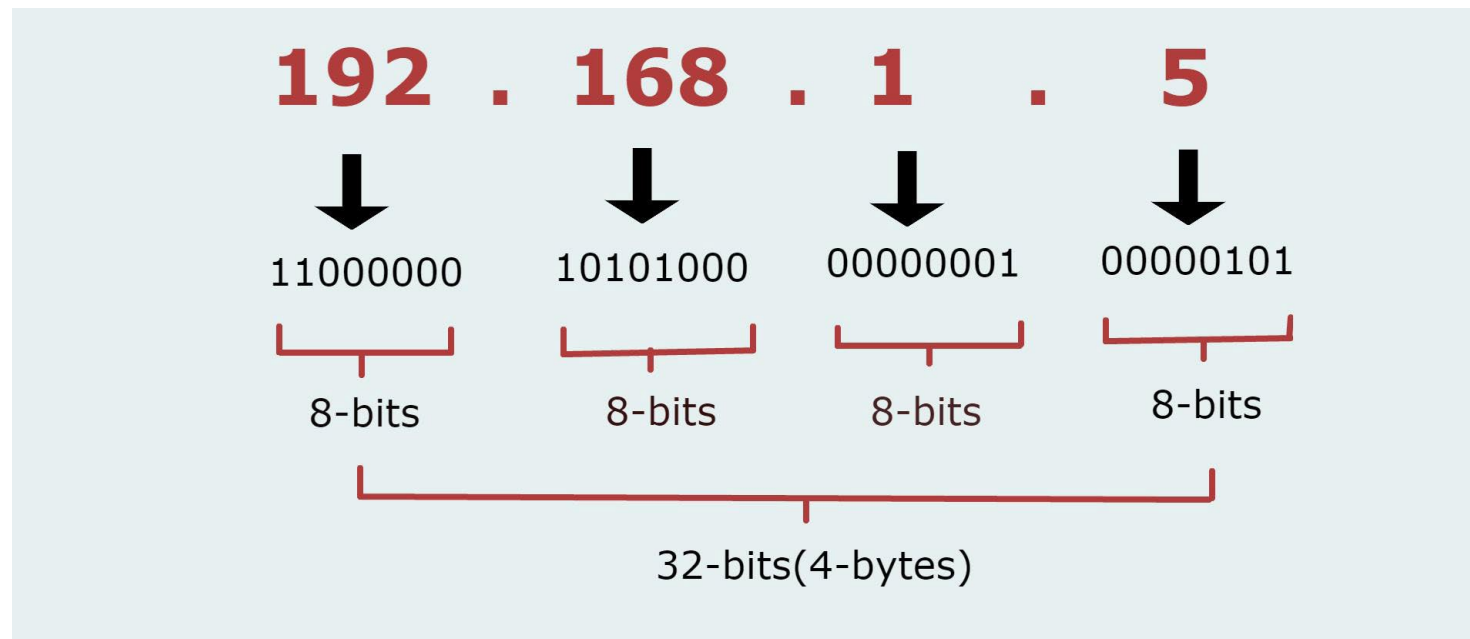 192 . 168 . 1 . 5
11000000 10101000 00000001 00000101
8-bits 8-bits 8-bits 8-bits
32-bits(4-bytes)